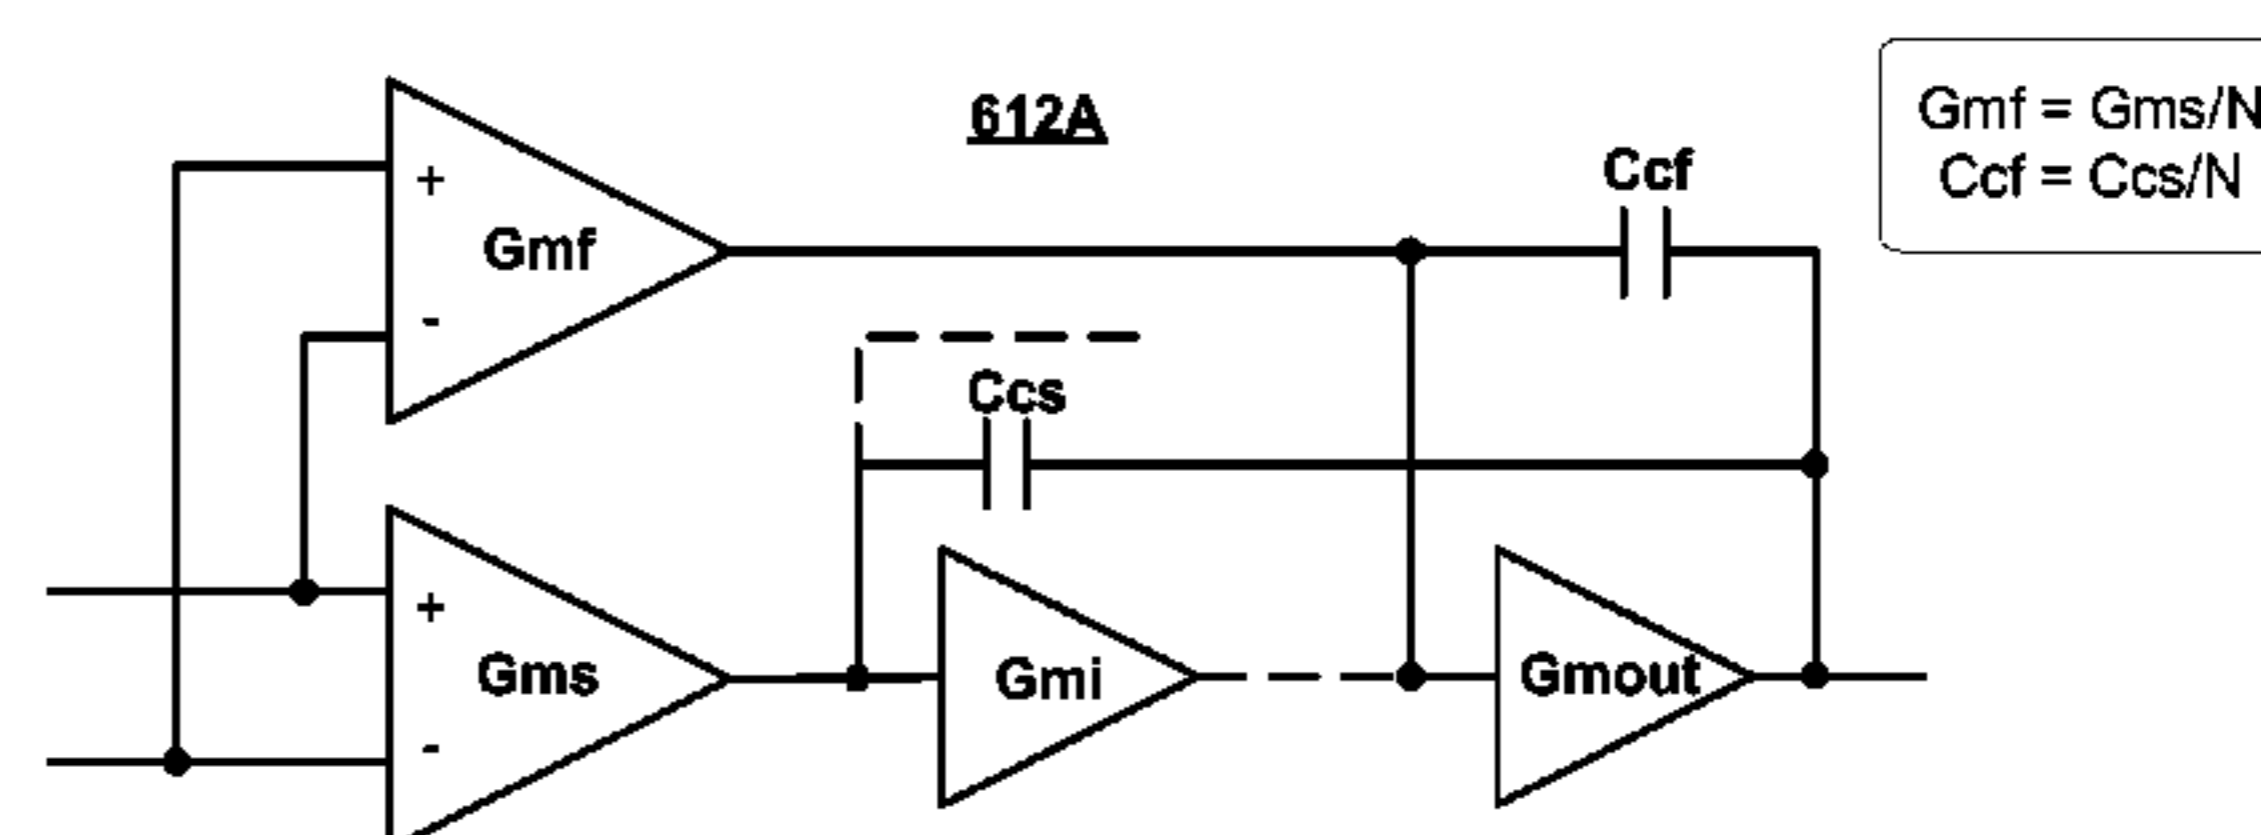 612A
Ccf
Gmf = Gms/N
Ccf = Ccs/N
+
Gmf
-
Ccs
+
Gms
Gmi
Gmout
-